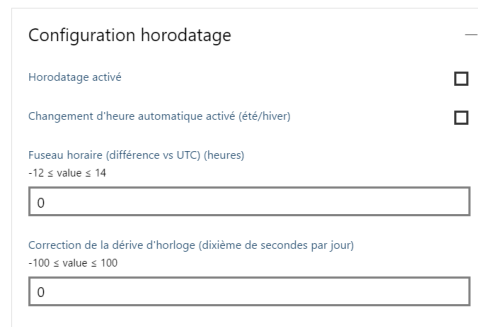 Configuration horodatage
Horodatage activé
Changement d'heure automatique activé (été/hiver)
Fuseau horaire (différence vs UTC) (heures)
-12 ≤ value ≤ 14
0
Correction de la dérive d'horloge (dixième de secondes par jour)
-100 ≤ value ≤ 100
0